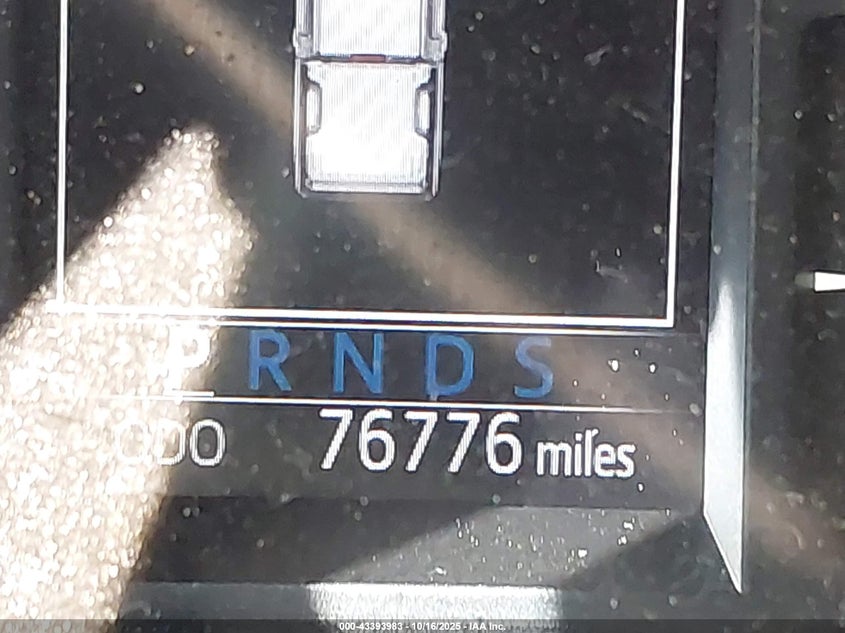 P R N D S
ODO 76776 miles
000-43393983 - 10/16/2025 - IAA Inc.